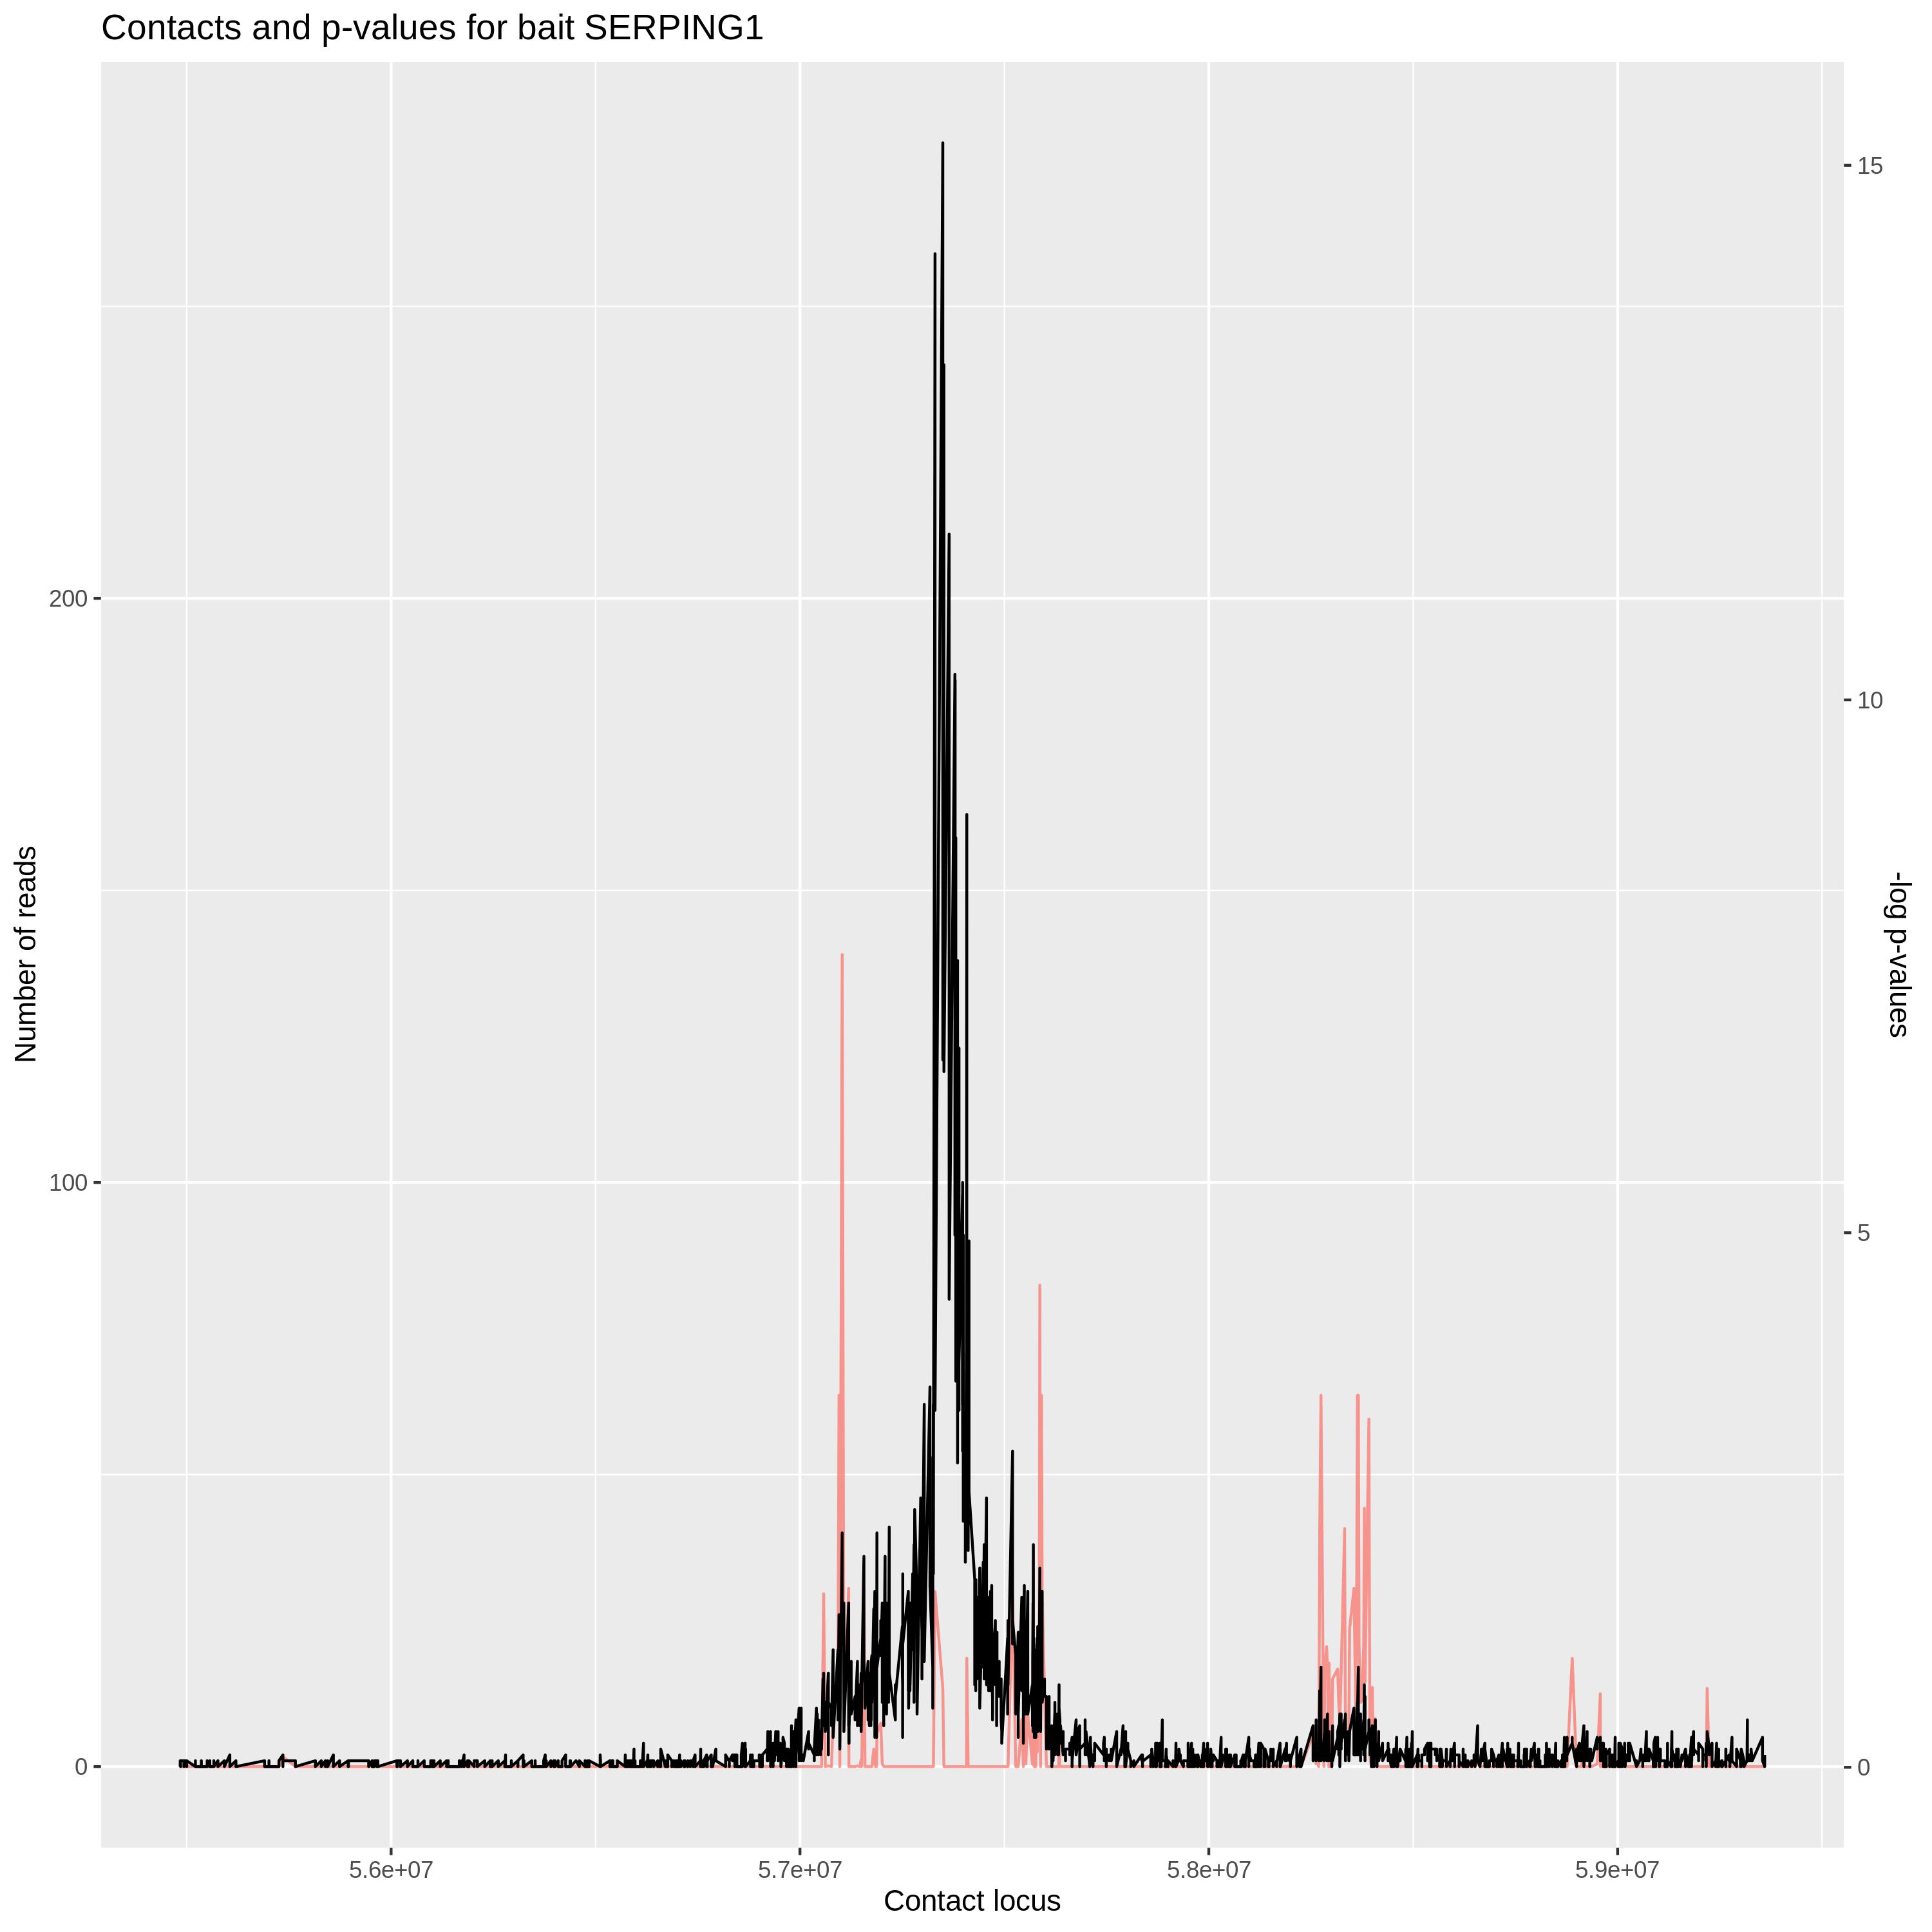 Contacts and p-values for bait SERPING1
15
200
10
Number of reads
-log p-values
100
5
0
0
5.6e+07
5.7e+07
5.8e+07
5.9e+07
Contact locus